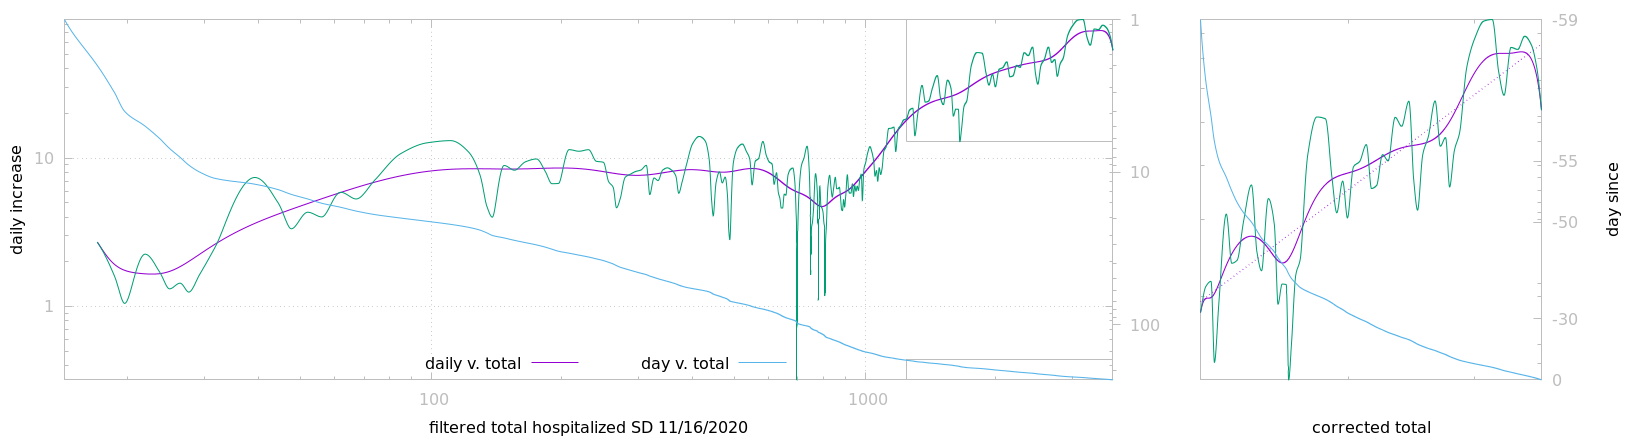 1
-59
10
10
-55
-50
1
-30
100
0
daily increase
day since
daily v. total
day v. total
100
1000
filtered total hospitalized SD 11/16/2020
corrected total